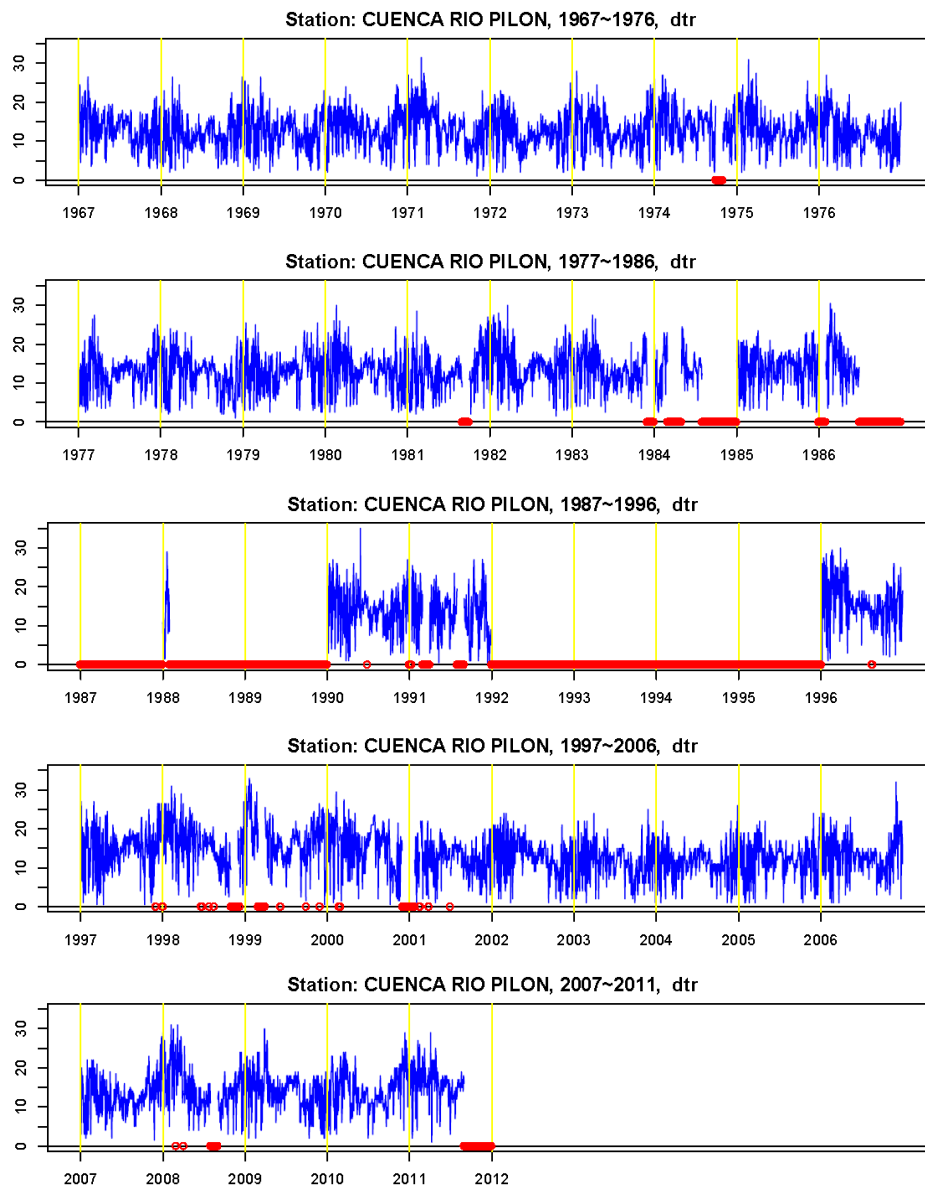 Station: CUENCA RIO PILON, 1967~1976, dtr
0 10 20 30
1967 1968 1969 1970 1971 1972 1973 1974 1975 1976
Station: CUENCA RIO PILON, 1977~1986, dtr
0 10 20 30
1977 1978 1979 1980 1981 1982 1983 1984 1985 1986
Station: CUENCA RIO PILON, 1987~1996, dtr
0 10 20 30
1987 1988 1989 1990 1991 1992 1993 1994 1995 1996
Station: CUENCA RIO PILON, 1997~2006, dtr
0 10 20 30
1997 1998 1999 2000 2001 2002 2003 2004 2005 2006
Station: CUENCA RIO PILON, 2007~2011, dtr
0 10 20 30
2007 2008 2009 2010 2011 2012